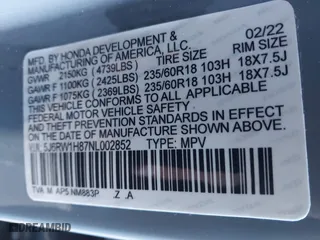 MFD BY HONDA DEVELOPMENT & 02/22
MANUFACTURING OF AMERICA, LLC. TIRE SIZE RIM SIZE
GVWR 2150KG (4739LBS)
GAWR F 1100KG (2425LBS) 235/60R18 103H 18X7.5J
GAWR R 1075KG (2369LBS) 235/60R18 103H 18X7.5J
THIS VEHICLE CONFORMS TO ALL APPLICABLE
FEDERAL MOTOR VEHICLE SAFETY AND THEFT PREVENTION
STANDARDS IN EFFECT ON THE DATE OF MANUFACTURE SHOWN ABOVE.
V.I.N.: 5J6RW1H87NL002852 TYPE: MPV
TVA M AP5 NM883P Z A
DREAMBID